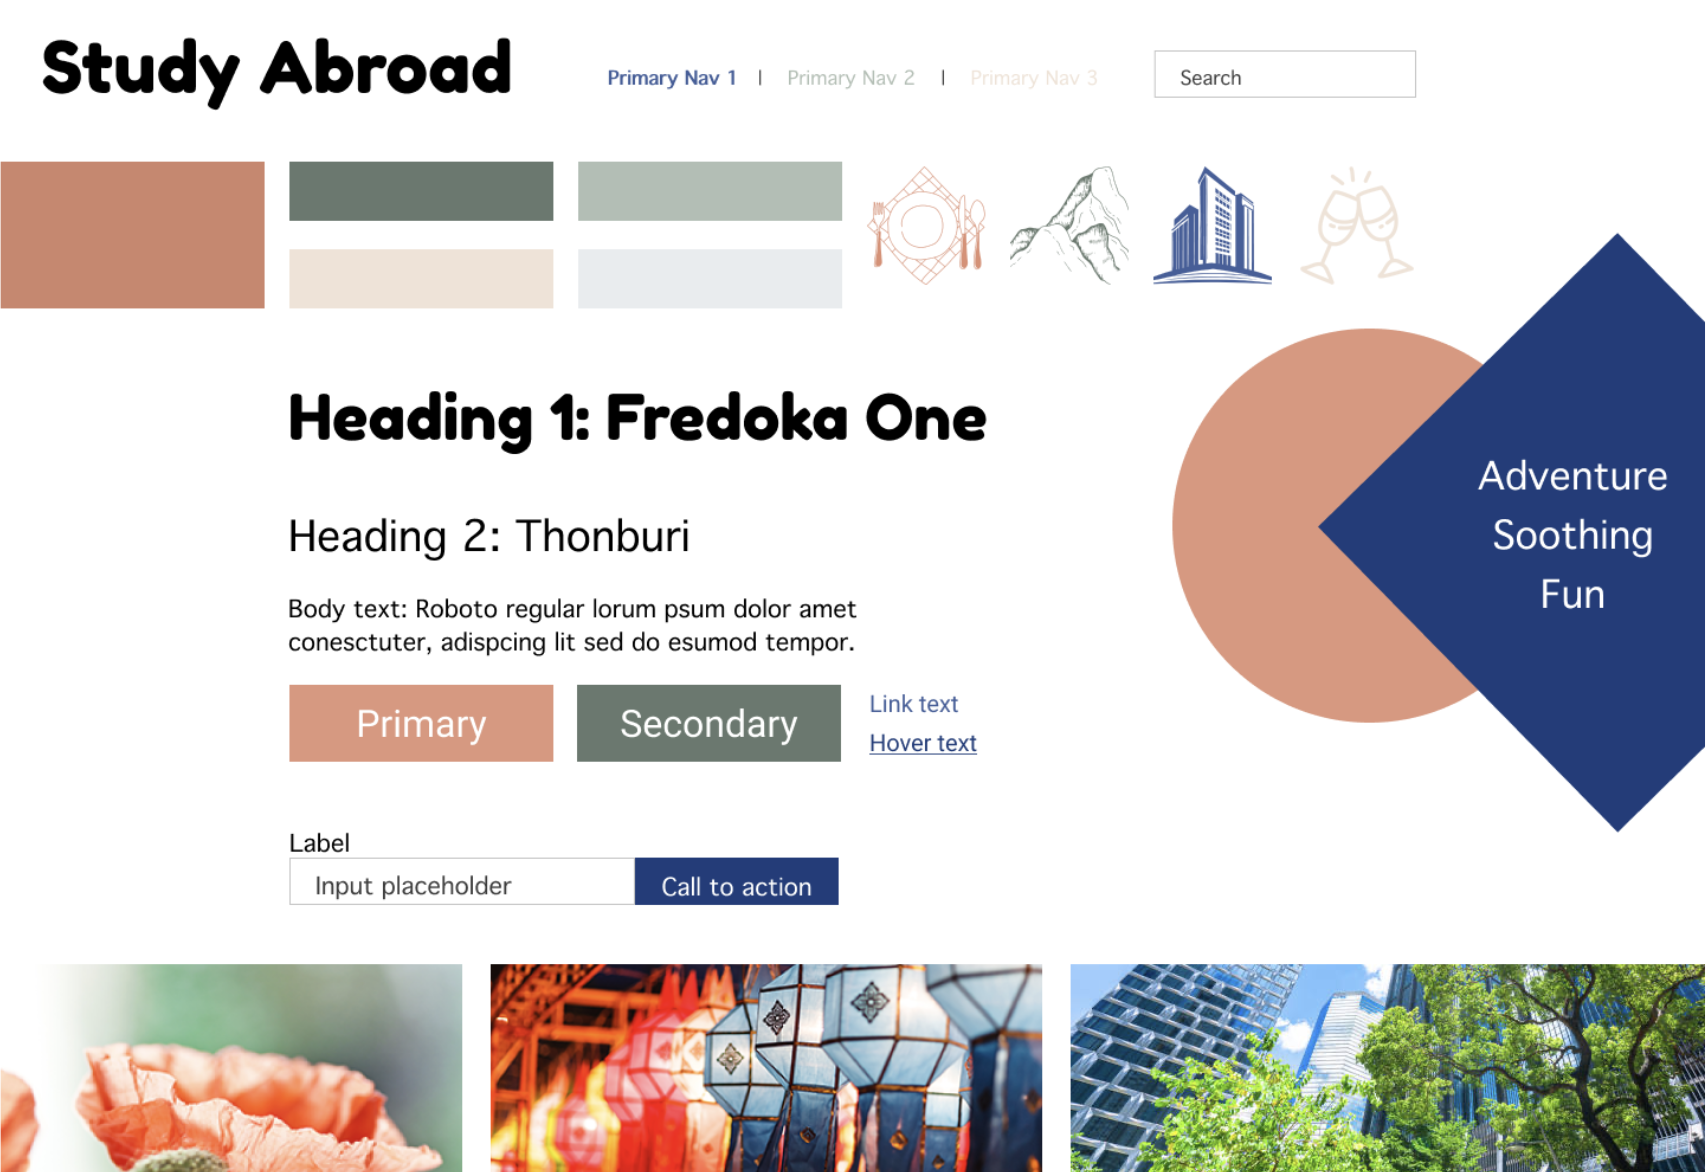 Study Abroad
Primary Nav 1 | Primary Nav 2 | Primary Nav 3
Search
Heading 1: Fredoka One
Heading 2: Thonburi
Body text: Roboto regular lorum psum dolor amet
conesctuter, adispcing lit sed do esumod tempor.
Primary
Secondary
Link text
Hover text
Label
Input placeholder
Call to action
Adventure
Soothing
Fun